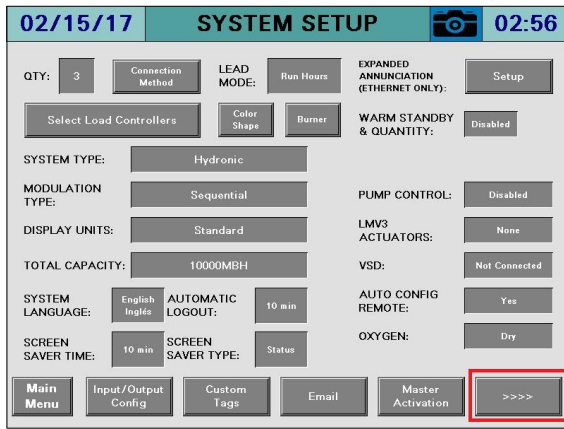 02/15/17 SYSTEM SETUP 02:56
QTY: 3 Connection Method LEAD MODE: Run Hours EXPANDED ANNUNCIATION (ETHERNET ONLY): Setup
Select Load Controllers Color Shape Burner WARM STANDBY & QUANTITY: Disabled
SYSTEM TYPE: Hydronic
MODULATION TYPE: Sequential PUMP CONTROL: Disabled
DISPLAY UNITS: Standard LMV3 ACTUATORS: None
TOTAL CAPACITY: 10000MBH VSD: Not Connected
SYSTEM LANGUAGE: English Inglés AUTOMATIC LOGOUT: 10 min AUTO CONFIG REMOTE: Yes
SCREEN SAVER TIME: 10 min SCREEN SAVER TYPE: Status OXYGEN: Dry
Main Menu Input/Output Config Custom Tags Email Master Activation >>>>